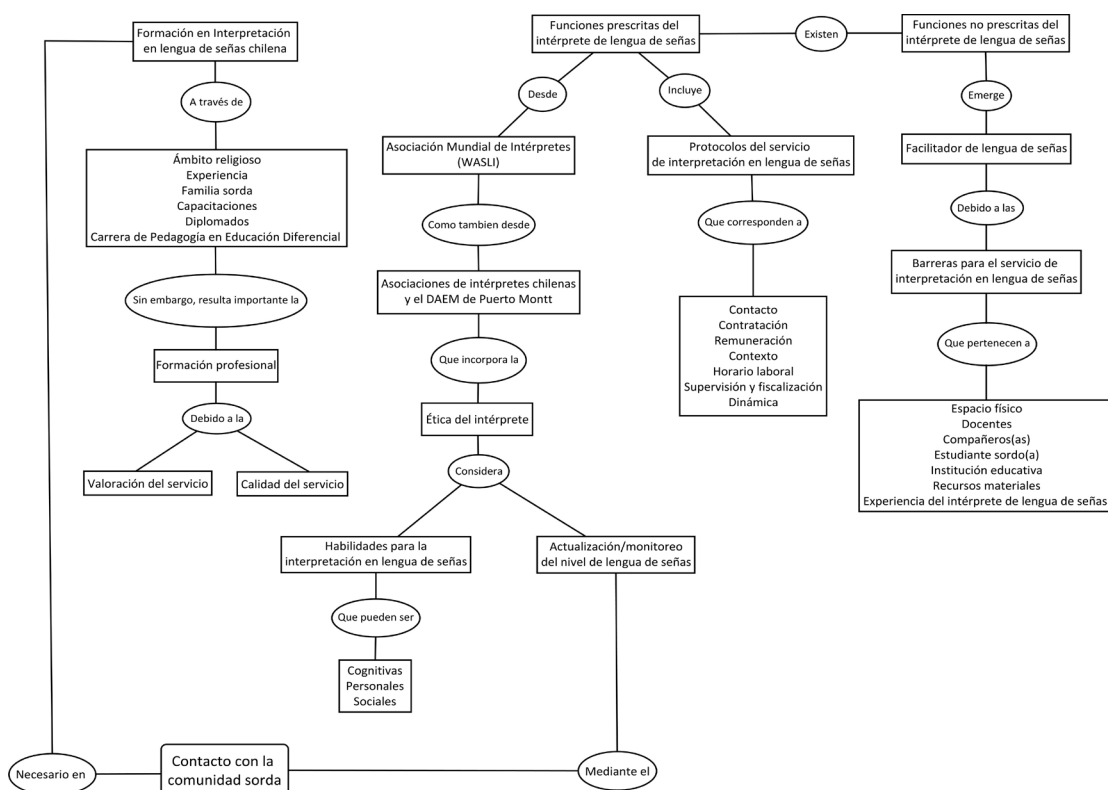 Formación en Interpretación
en lengua de señas chilena
A través de
Ámbito religioso
Experiencia
Familia sorda
Capacitaciones
Diplomados
Carrera de Pedagogía en Educación Diferencial
Sin embargo, resulta importante la
Formación profesional
Debido a la
Valoración del servicio
Calidad del servicio
Funciones prescritas del
intérprete de lengua de señas
Existen
Funciones no prescritas del
intérprete de lengua de señas
Desde
Incluye
Asociación Mundial de Intérpretes
(WASLI)
Como tambien desde
Asociaciones de intérpretes chilenas
y el DAEM de Puerto Montt
Que incorpora la
Ética del intérprete
Considera
Habilidades para la
interpretación en lengua de señas
Que pueden ser
Cognitivas
Personales
Sociales
Actualización/monitoreo
del nivel de lengua de señas
Mediante el
Contacto con la
comunidad sorda
Necesario en
Protocolos del servicio
de interpretación en lengua de señas
Que corresponden a
Contacto
Contratación
Remuneración
Contexto
Horario laboral
Supervisión y fiscalización
Dinámica
Emerge
Facilitador de lengua de señas
Debido a las
Barreras para el servicio de
interpretación en lengua de señas
Que pertenecen a
Espacio físico
Docentes
Compañeros(as)
Estudiante sordo(a)
Institución educativa
Recursos materiales
Experiencia del intérprete de lengua de señas